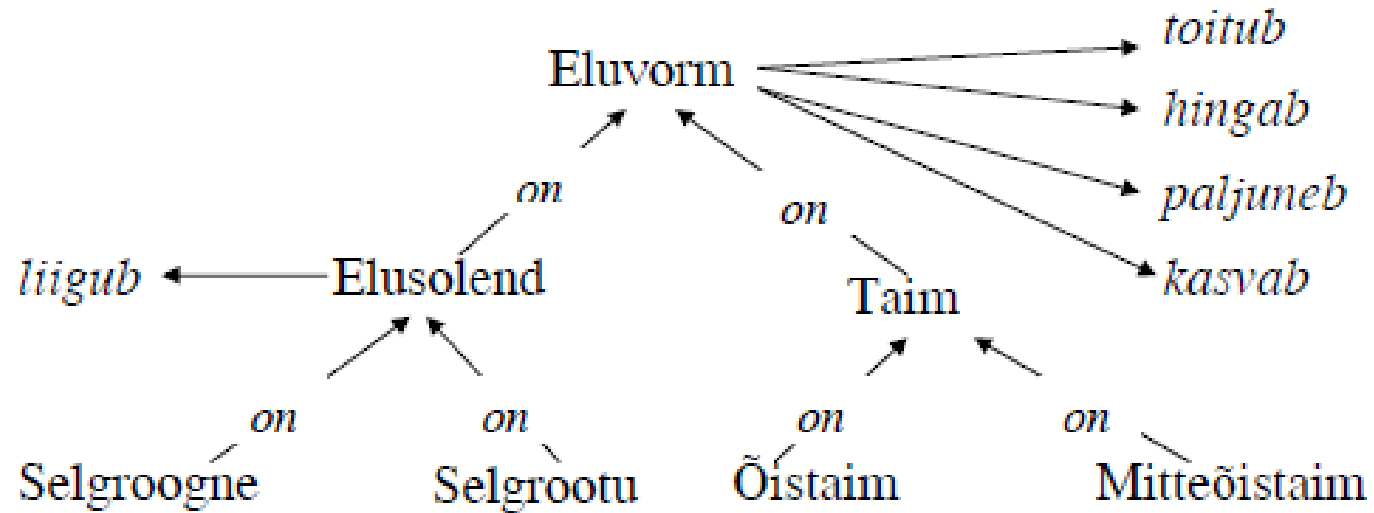 toitub
Eluvorm
hingab
on
paljuneb
on
liigub
Elusolend
kasvab
Taim
on
on
on
on
Selgroogne
Selgrootu
Õistaim
Mitteõistaim